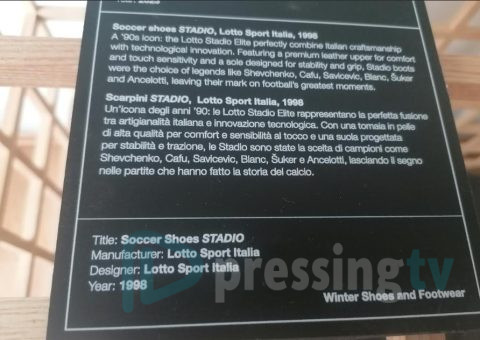 Soccer shoes STADIO, Lotto Sport Italia, 1998
A '90s icon: the Lotto Stadio Elite perfectly combine Italian craftsmanship
with technological innovation. Featuring a premium leather upper for comfort
and touch sensitivity and a sole designed for stability and grip, Stadio boots
were the choice of legends like Shevchenko, Cafu, Savicevic, Blanc, Šuker
and Ancelotti, leaving their mark on football's greatest moments.
Scarpini STADIO, Lotto Sport Italia, 1998
Un'icona degli anni '90: le Lotto Stadio Elite rappresentano la perfetta fusione
tra artigianalità italiana e innovazione tecnologica. Con una tomaia in pelle
di alta qualità per comfort e sensibilità al tocco e una suola progettata
per stabilità e trazione, le Stadio sono state la scelta di campioni come
Shevchenko, Cafu, Savicevic, Blanc, Šuker e Ancelotti, lasciando il segno
nelle partite che hanno fatto la storia del calcio.
Title: Soccer Shoes STADIO
Manufacturer: Lotto Sport Italia
Designer: Lotto Sport Italia
Year: 1998
pressingtv
Winter Shoes and Footwear